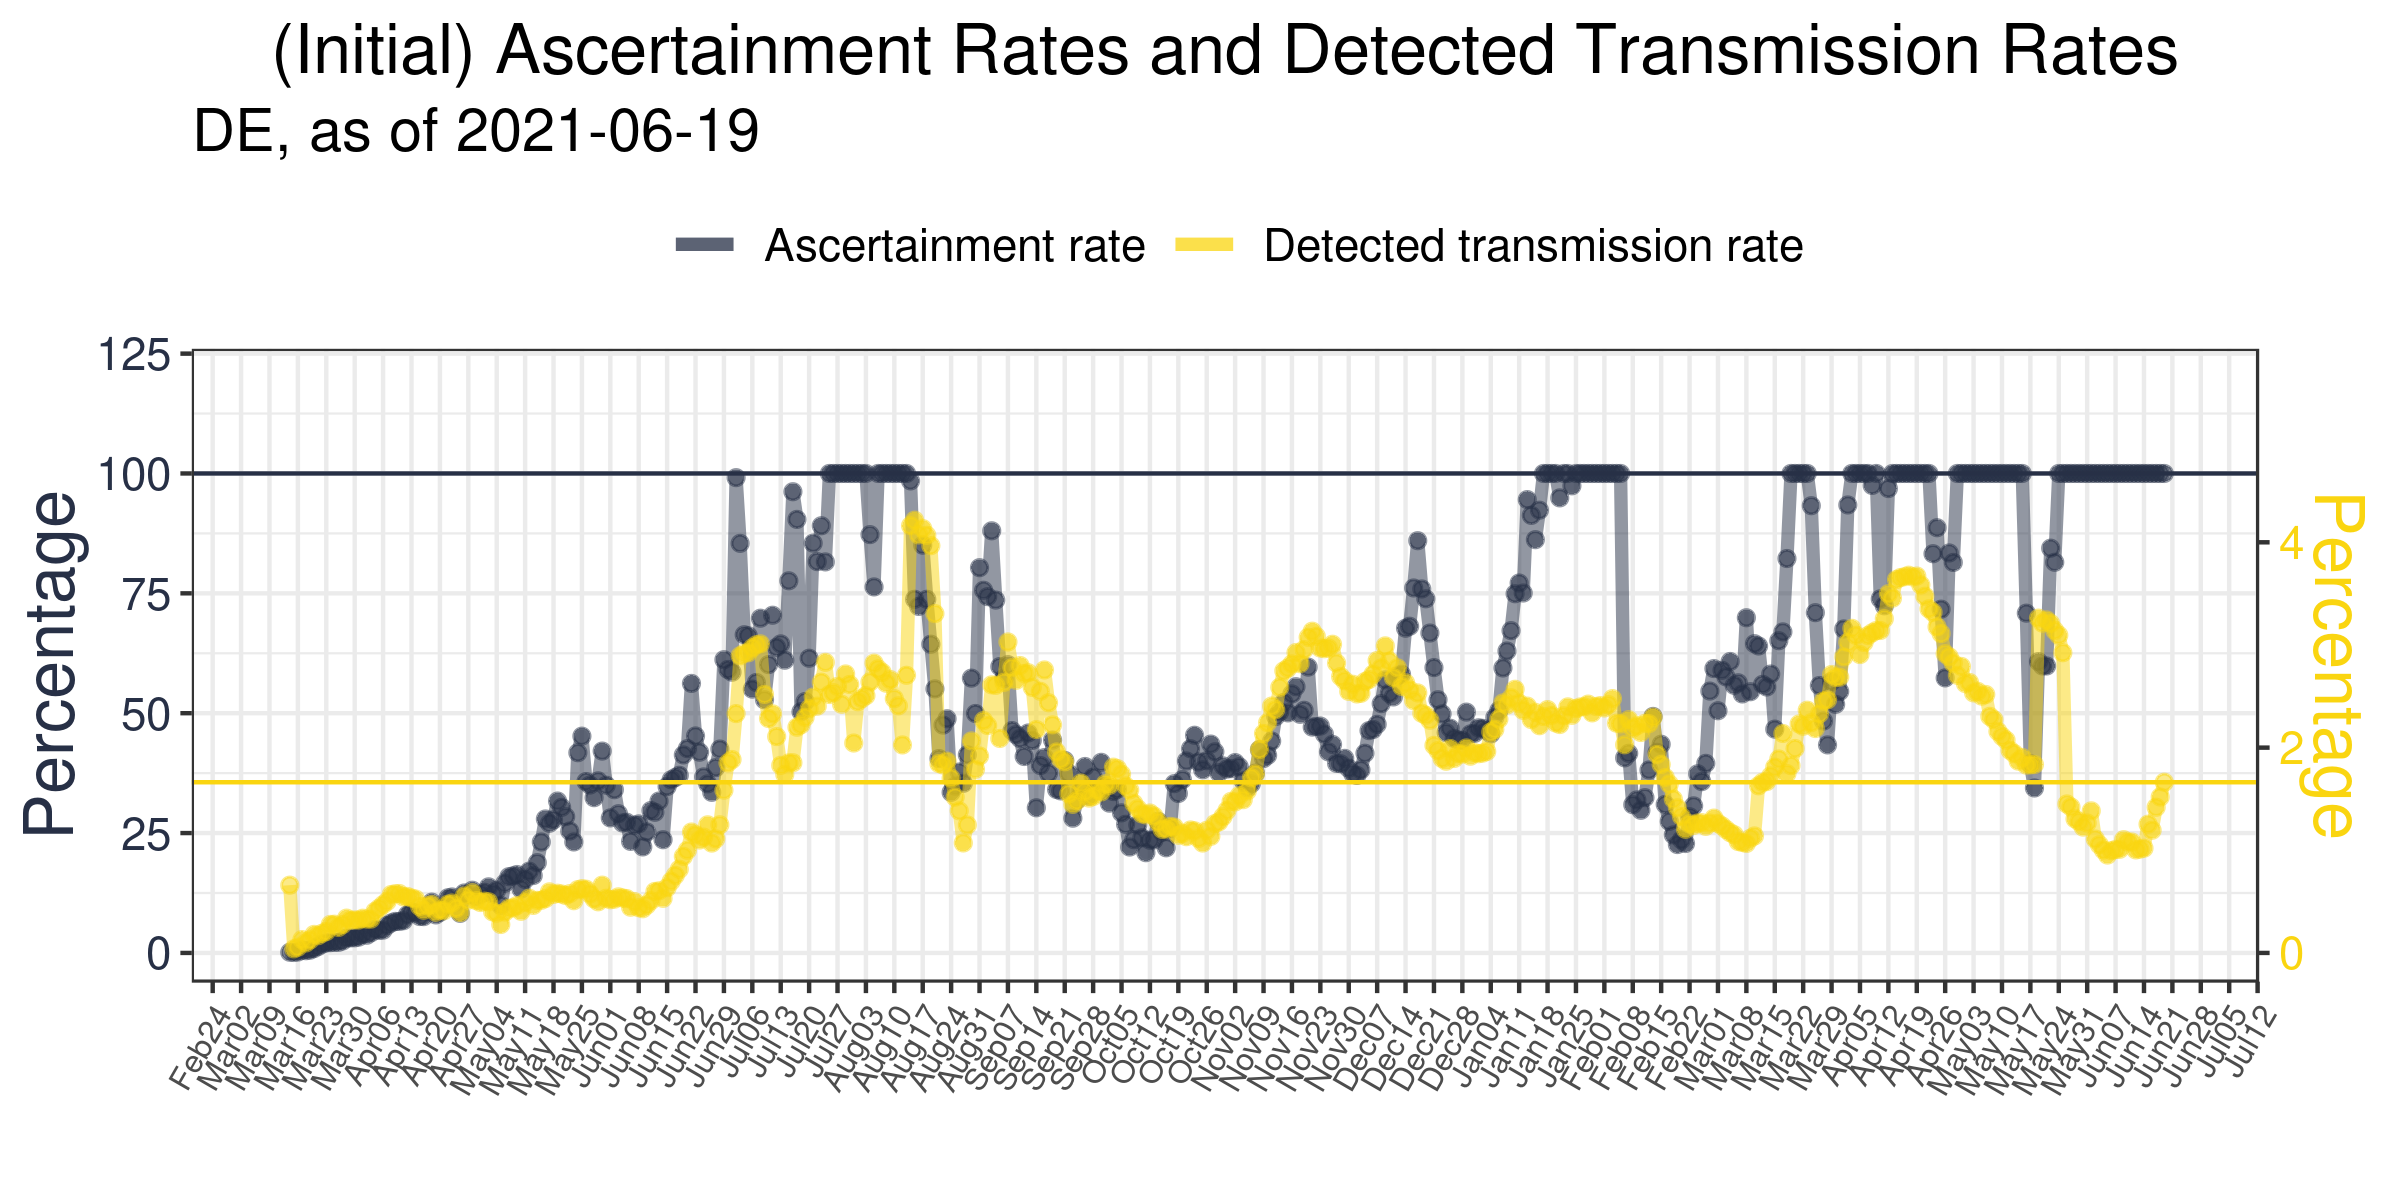 (Initial) Ascertainment Rates and Detected Transmission Rates
DE, as of 2021-06-19
Ascertainment rate
Detected transmission rate
Percentage
125
100
75
50
25
0
Percentage
4
2
0
Feb24
Mar02
Mar09
Mar16
Mar23
Mar30
Apr06
Apr13
Apr20
Apr27
May04
May11
May18
May25
Jun01
Jun08
Jun15
Jun22
Jun29
Jul06
Jul13
Jul20
Jul27
Aug03
Aug10
Aug17
Aug24
Aug31
Sep07
Sep14
Sep21
Sep28
Oct05
Oct12
Oct19
Oct26
Nov02
Nov09
Nov16
Nov23
Nov30
Dec07
Dec14
Dec21
Dec28
Jan04
Jan11
Jan18
Jan25
Feb01
Feb08
Feb15
Feb22
Mar01
Mar08
Mar15
Mar22
Mar29
Apr05
Apr12
Apr19
Apr26
May03
May10
May17
May24
May31
Jun07
Jun14
Jun21
Jun28
Jul05
Jul12